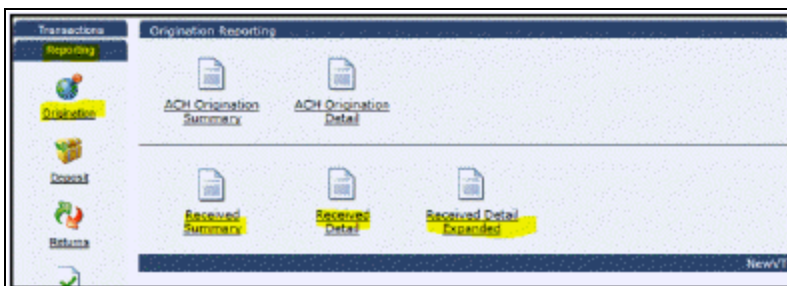 Transactions
Reporting
Origination
Deposit
Returns
Origination Reporting
ACH Origination
Summary
ACH Origination
Detail
Received
Summary
Received
Detail
Received Detail
Expanded
NewVT